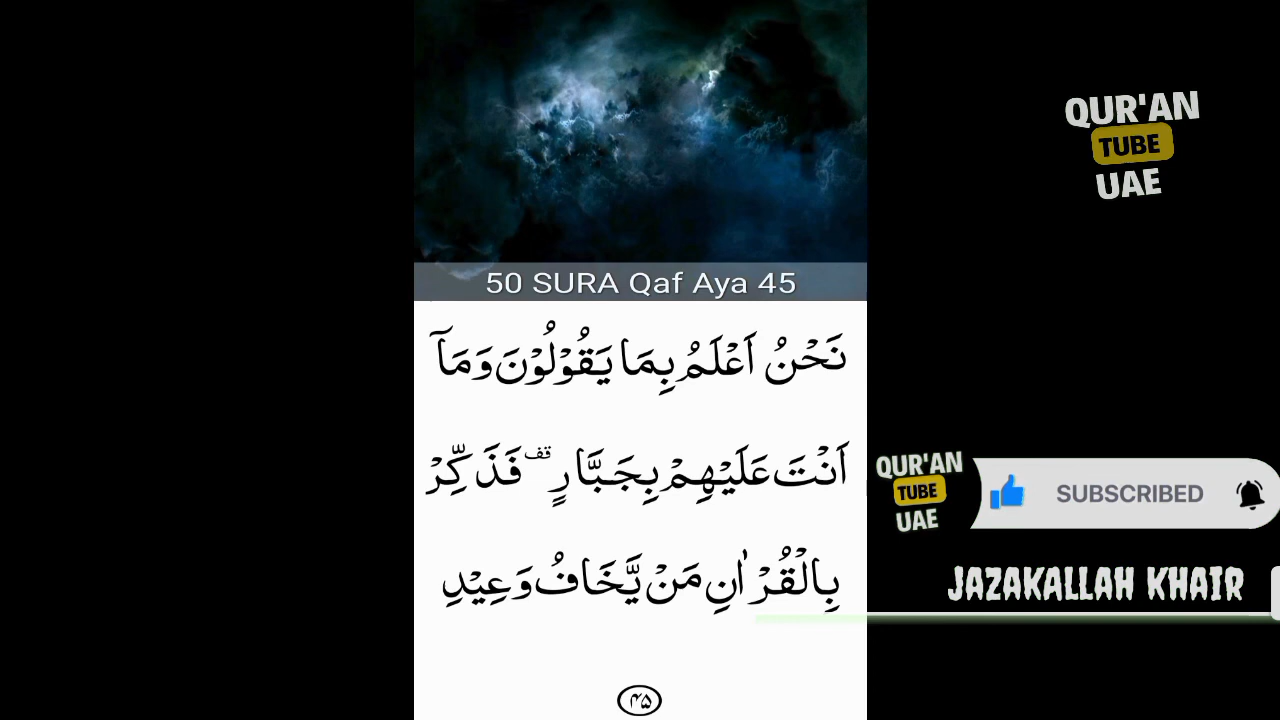 QUR'AN
TUBE
UAE
50 SURA Qaf Aya 45
نَحْنُ اَعْلَمُ بِمَا يَقُوْلُوْنَ وَمَاۤ
اَنْتَ عَلَيْهِمْ بِجَبَّارٍ ۚقف فَذَكِّرْ
بِالْقُرْاٰنِ مَنْ يَّخَافُ وَعِيْدِ
۴۵
QUR'AN
TUBE
UAE
SUBSCRIBED
JAZAKALLAH KHAIR